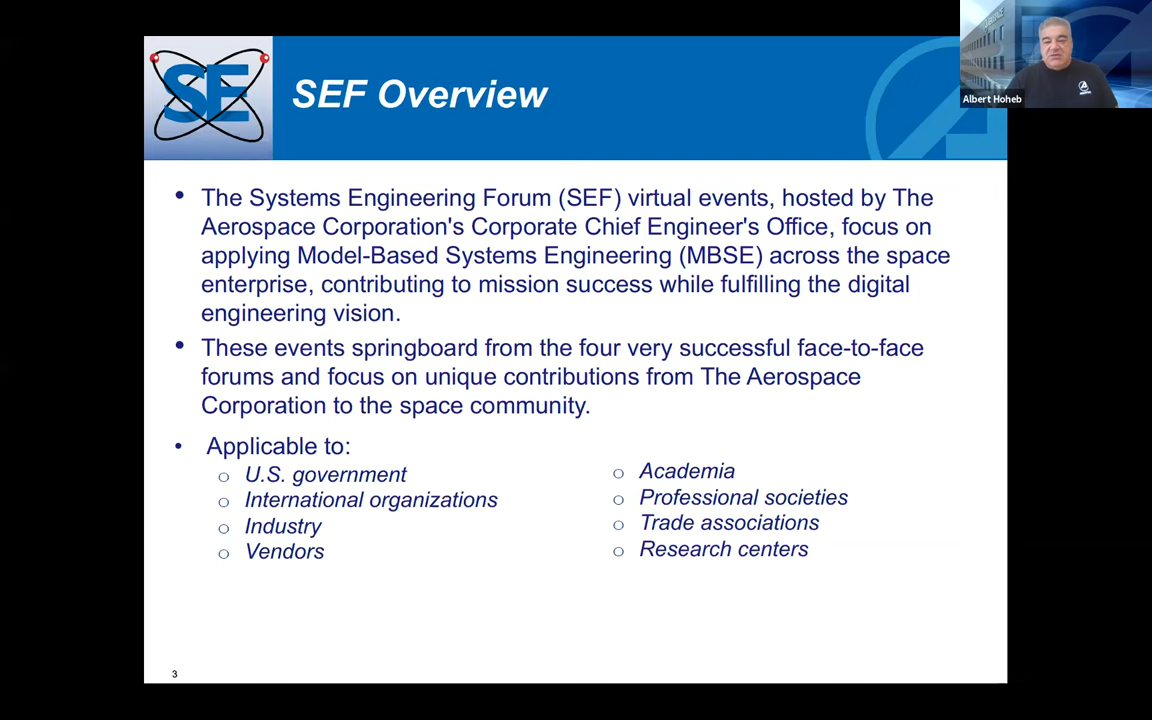 SE
SEF Overview
Albert Hoheb
• The Systems Engineering Forum (SEF) virtual events, hosted by The
Aerospace Corporation's Corporate Chief Engineer's Office, focus on
applying Model-Based Systems Engineering (MBSE) across the space
enterprise, contributing to mission success while fulfilling the digital
engineering vision.
• These events springboard from the four very successful face-to-face
forums and focus on unique contributions from The Aerospace
Corporation to the space community.
• Applicable to:
o U.S. government
o International organizations
o Industry
o Vendors
o Academia
o Professional societies
o Trade associations
o Research centers
3